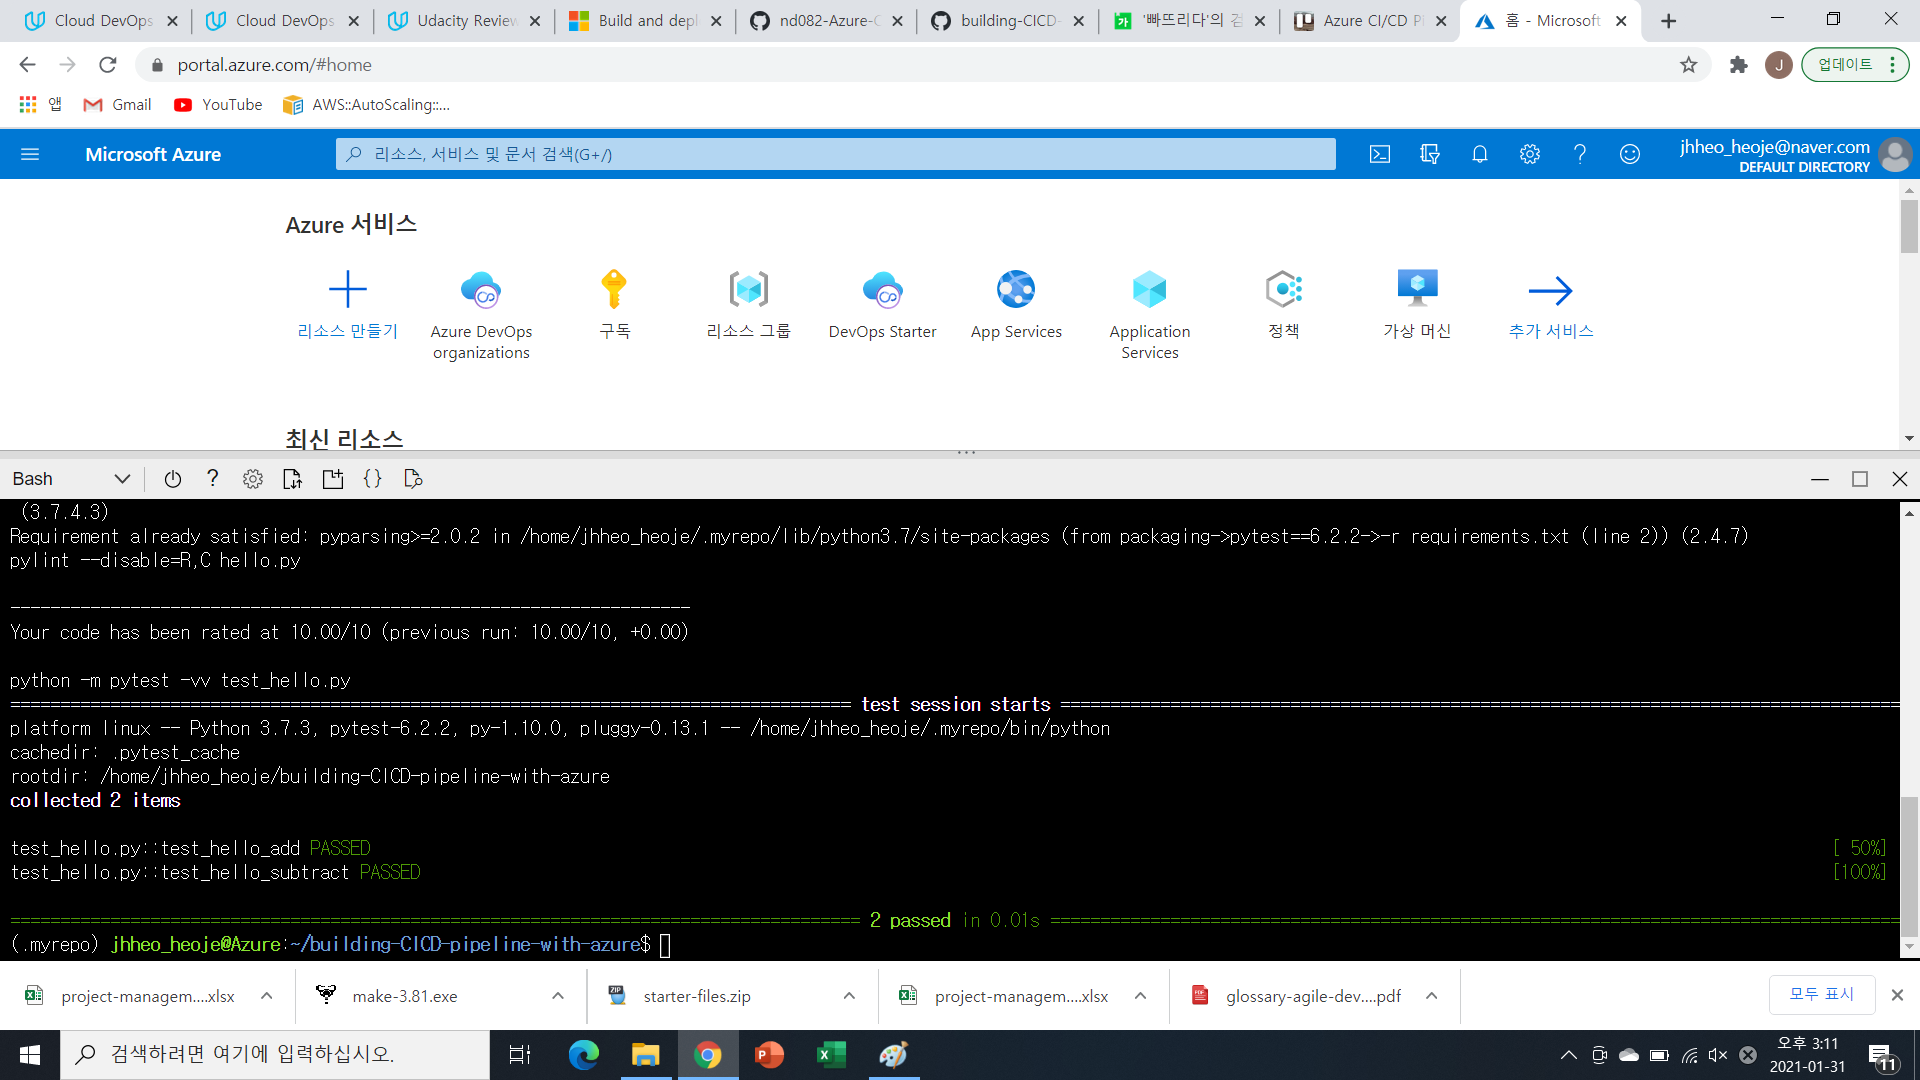 Cloud DevOps
Cloud DevOps
Udacity Review
Build and depl
nd082-Azure-C
building-CICD-
'빠뜨리다'의 검
Azure CI/CD Pi
홈 - Microsoft
portal.azure.com/#home
J
업데이트
앱
Gmail
YouTube
AWS::AutoScaling::...
Microsoft Azure
리소스, 서비스 및 문서 검색(G+/)
jhheo_heoje@naver.com
DEFAULT DIRECTORY
Azure 서비스
리소스 만들기
Azure DevOps
organizations
구독
리소스 그룹
DevOps Starter
App Services
Application
Services
정책
가상 머신
추가 서비스
최신 리소스
Bash
(3.7.4.3)
Requirement already satisfied: pyparsing>=2.0.2 in /home/jhheo_heoje/.myrepo/lib/python3.7/site-packages (from packaging->pytest==6.2.2->-r requirements.txt (line 2)) (2.4.7)
pylint --disable=R,C hello.py
--------------------------------------------------------------------
Your code has been rated at 10.00/10 (previous run: 10.00/10, +0.00)
python -m pytest -vv test_hello.py
===================================================================================== test session starts =====================================================================================
platform linux -- Python 3.7.3, pytest-6.2.2, py-1.10.0, pluggy-0.13.1 -- /home/jhheo_heoje/.myrepo/bin/python
cachedir: .pytest_cache
rootdir: /home/jhheo_heoje/building-CICD-pipeline-with-azure
collected 2 items
test_hello.py::test_hello_add PASSED [ 50%]
test_hello.py::test_hello_subtract PASSED [100%]
===================================================================================== 2 passed in 0.01s =====================================================================================
(.myrepo) jhheo_heoje@Azure:~/building-CICD-pipeline-with-azure$
project-managem....xlsx
make-3.81.exe
starter-files.zip
project-managem....xlsx
glossary-agile-dev....pdf
모두 표시
검색하려면 여기에 입력하십시오.
오후 3:11
2021-01-31
11